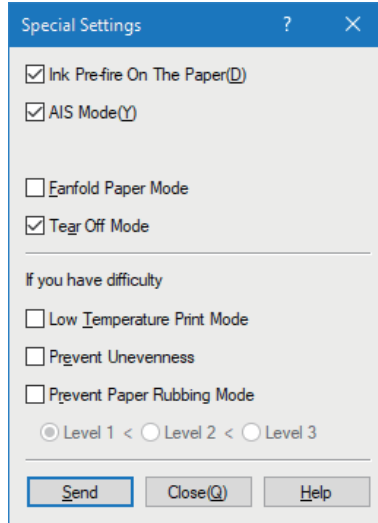 Special Settings ?
Ink Pre-fire On The Paper(D)
AIS Mode(Y)
Fanfold Paper Mode
Tear Off Mode
If you have difficulty
Low Temperature Print Mode
Prevent Unevenness
Prevent Paper Rubbing Mode
Level 1 < Level 2 < Level 3
Send Close(Q) Help